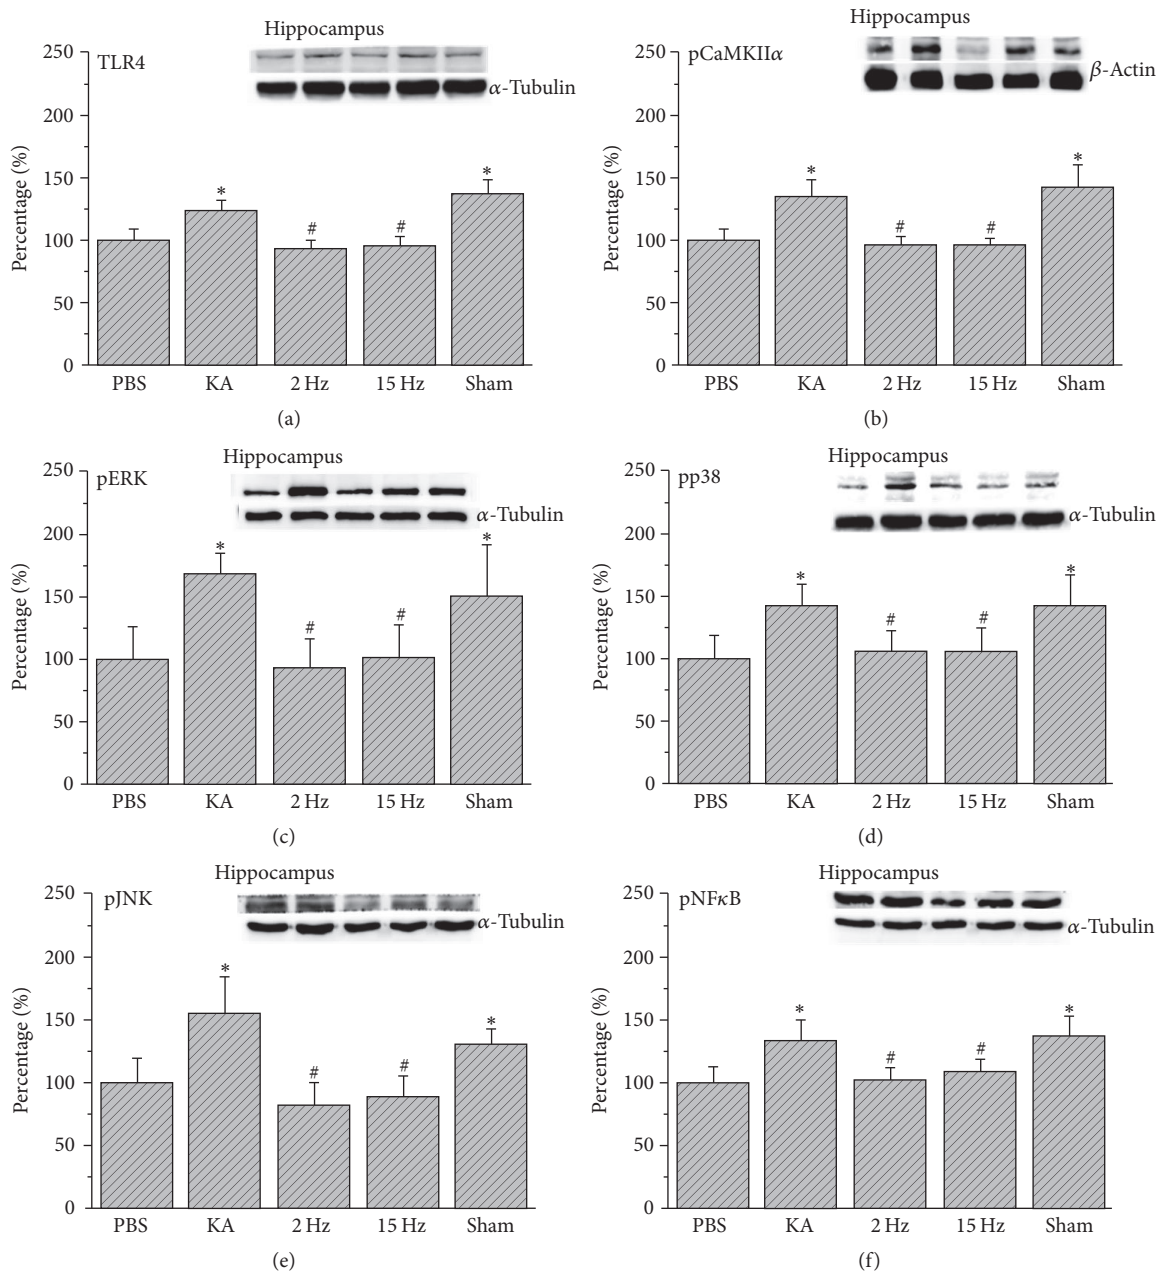 Hippocampus
TLR4
α-Tubulin
Percentage (%)
250
200
150
100
50
0
*
#
#
*
PBS KA 2 Hz 15 Hz Sham
(a)
Hippocampus
pCaMKIIα
β-Actin
Percentage (%)
250
200
150
100
50
0
*
#
#
*
PBS KA 2 Hz 15 Hz Sham
(b)
Hippocampus
pERK
α-Tubulin
Percentage (%)
250
200
150
100
50
0
*
#
#
*
PBS KA 2 Hz 15 Hz Sham
(c)
Hippocampus
pp38
α-Tubulin
Percentage (%)
250
200
150
100
50
0
*
#
#
*
PBS KA 2 Hz 15 Hz Sham
(d)
Hippocampus
pJNK
α-Tubulin
Percentage (%)
250
200
150
100
50
0
*
#
#
*
PBS KA 2 Hz 15 Hz Sham
(e)
Hippocampus
pNFκB
α-Tubulin
Percentage (%)
250
200
150
100
50
0
*
#
#
*
PBS KA 2 Hz 15 Hz Sham
(f)